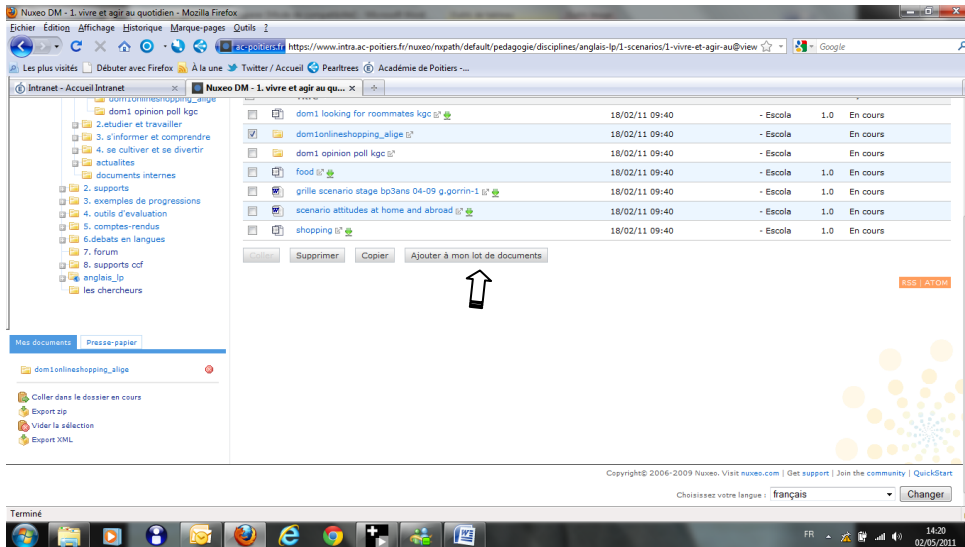 Nuxeo DM - 1. vivre et agir au quotidien - Mozilla Firefox
Fichier Edition Affichage Historique Marque-pages Outils ?
ac-poitiers.fr https://www.intra.ac-poitiers.fr/nuxeo/nxpath/default/pedagogie/disciplines/anglais-lp/1-scenarios/1-vivre-et-agir-au@view Google
Les plus visités Débuter avec Firefox À la une Twitter / Accueil Pearltrees Académie de Poitiers -...
Intranet - Accueil Intranet Nuxeo DM - 1. vivre et agir au qu...
dom1onlineshopping_alige
dom1 opinion poll kgc
2.etudier et travailler
3. s'informer et comprendre
4. se cultiver et se divertir
actualites
documents internes
2. supports
3. exemples de progressions
4. outils d'evaluation
5. comptes-rendus
6.debats en langues
7. forum
8. supports ccf
anglais_lp
les chercheurs
dom1 looking for roommates kgc 18/02/11 09:40 - Escola 1.0 En cours
dom1onlineshopping_alige 18/02/11 09:40 - Escola En cours
dom1 opinion poll kgc 18/02/11 09:40 - Escola En cours
food 18/02/11 09:40 - Escola 1.0 En cours
grille scenario stage bp3ans 04-09 g.gorrin-1 18/02/11 09:40 - Escola 1.0 En cours
scenario attitudes at home and abroad 18/02/11 09:40 - Escola 1.0 En cours
shopping 18/02/11 09:40 - Escola 1.0 En cours
Coller Supprimer Copier Ajouter à mon lot de documents
RSS | ATOM
Mes documents Presse-papier
dom1onlineshopping_alige
Coller dans le dossier en cours
Export zip
Vider la sélection
Export XML
Copyright© 2006-2009 Nuxeo. Visit nuxeo.com | Get support | Join the community | QuickStart
Choisissez votre langue : français Changer
Terminé
FR 14:20
02/05/2011